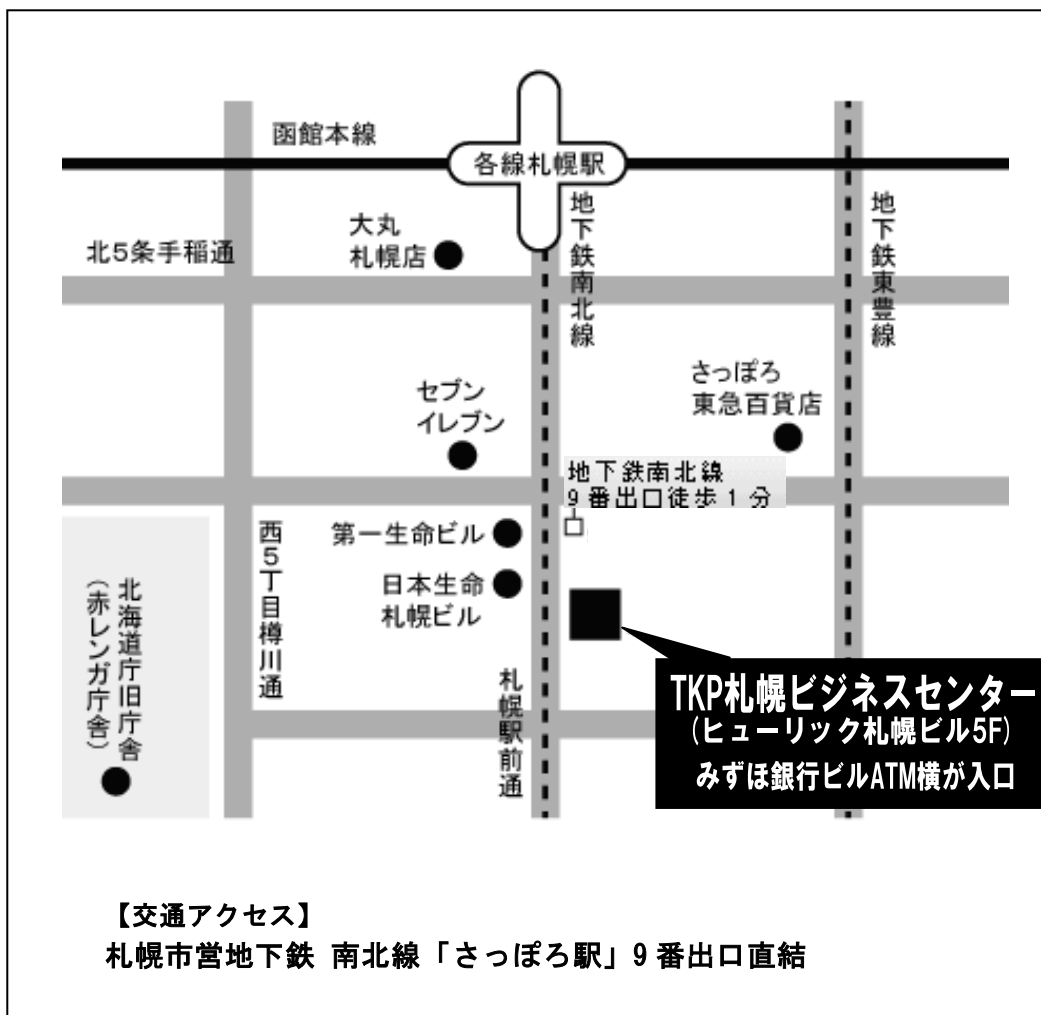 函館本線
各線札幌駅
地下鉄南北線
地下鉄東豊線
大丸
札幌店
北5条手稲通
さっぽろ
東急百貨店
セブン
イレブン
地下鉄南北線
9番出口徒歩1分
西5丁目樽川通
第一生命ビル
日本生命
札幌ビル
北海道庁旧庁舎
(赤レンガ庁舎)
札幌駅前通
TKP札幌ビジネスセンター
(ヒューリック札幌ビル5F)
みずほ銀行ビルATM横が入口
【交通アクセス】
札幌市営地下鉄 南北線「さっぽろ駅」9番出口直結